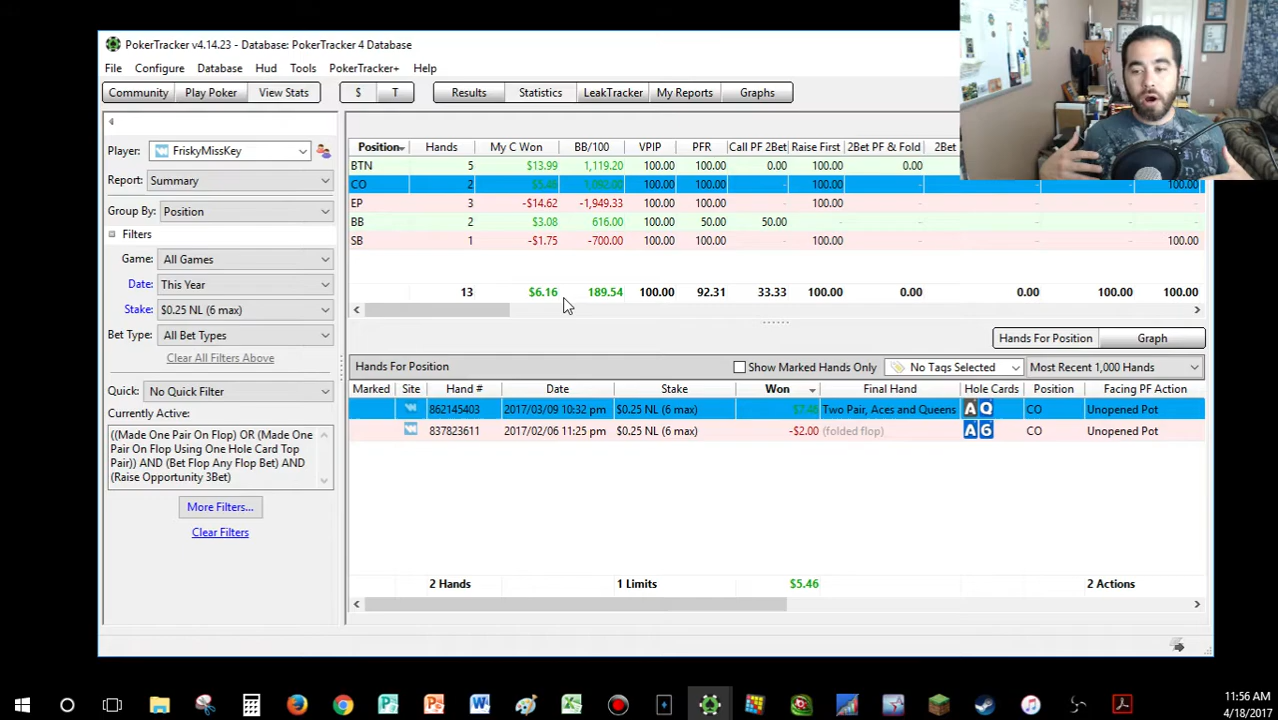 PokerTracker v4.14.23 - Database: PokerTracker 4 Database
File Configure Database Hud Tools PokerTracker+ Help
Community Play Poker View Stats $ T Results Statistics LeakTracker My Reports Graphs
Player: FriskyMissKey
Report: Summary
Group By: Position
Filters
Game: All Games
Date: This Year
Stake: $0.25 NL (6 max)
Bet Type: All Bet Types
Clear All Filters Above
Quick: No Quick Filter
Currently Active:
((Made One Pair On Flop) OR (Made One
Pair On Flop Using One Hole Card Top
Pair)) AND (Bet Flop Any Flop Bet) AND
(Raise Opportunity 3Bet)
More Filters...
Clear Filters
Position Hands My C Won BB/100 VPIP PFR Call PF 2Bet Raise First 2Bet PF & Fold 2Bet
BTN 5 $13.99 1,119.20 100.00 100.00 0.00 100.00 0.00 -
CO 2 $5.46 1,092.00 100.00 100.00 - 100.00 - - - 100.00
EP 3 -$14.62 -1,949.33 100.00 100.00 - 100.00 - - - -
BB 2 $3.08 616.00 100.00 50.00 50.00 - - - - -
SB 1 -$1.75 -700.00 100.00 100.00 - 100.00 - - - 100.00
13 $6.16 189.54 100.00 92.31 33.33 100.00 0.00 0.00 100.00 100.00
Hands For Position Graph
Hands For Position Show Marked Hands Only No Tags Selected Most Recent 1,000 Hands
Marked Site Hand # Date Stake Won Final Hand Hole Cards Position Facing PF Action
862145403 2017/03/09 10:32 pm $0.25 NL (6 max) $7.46 Two Pair, Aces and Queens A Q CO Unopened Pot
837823611 2017/02/06 11:25 pm $0.25 NL (6 max) -$2.00 (folded flop) A 6 CO Unopened Pot
2 Hands 1 Limits $5.46 2 Actions
11:56 AM
4/18/2017